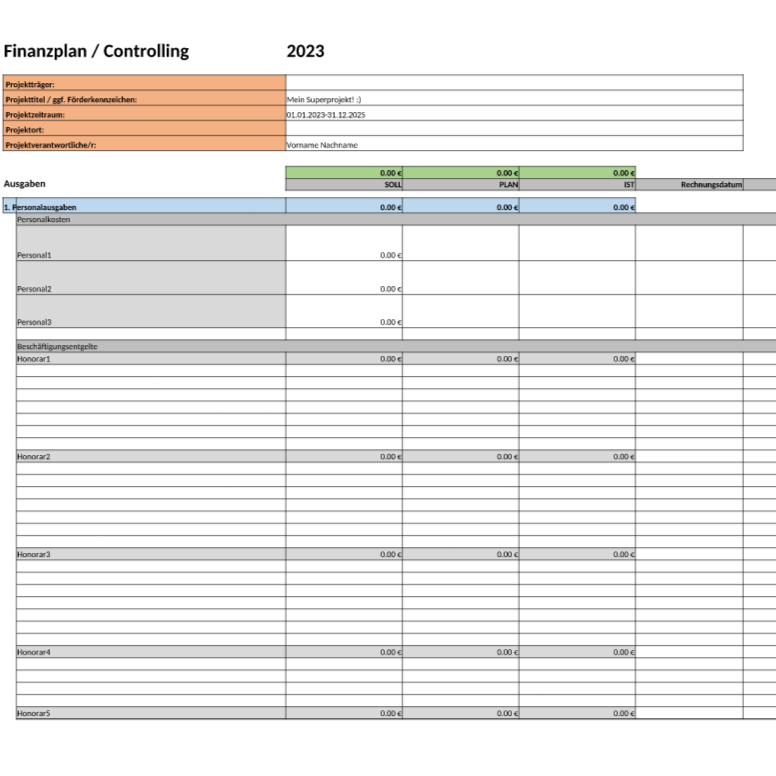 Finanzplan / Controlling 2023
Projektträger:
Projekttitel / ggf. Förderkennzeichen: Mein Superprojekt! :)
Projektzeitraum: 01.01.2023-31.12.2025
Projektort:
Projektverantwortliche/r: Vorname Nachname
0.00 € 0.00 € 0.00 €
Ausgaben SOLL PLAN IST Rechnungsdatum
1. Personalausgaben 0.00 € 0.00 € 0.00 €
Personalkosten
Personal1 0.00 €
Personal2 0.00 €
Personal3 0.00 €
Beschäftigungsentgelte
Honorar1 0.00 € 0.00 € 0.00 €
Honorar2 0.00 € 0.00 € 0.00 €
Honorar3 0.00 € 0.00 € 0.00 €
Honorar4 0.00 € 0.00 € 0.00 €
Honorar5 0.00 € 0.00 € 0.00 €